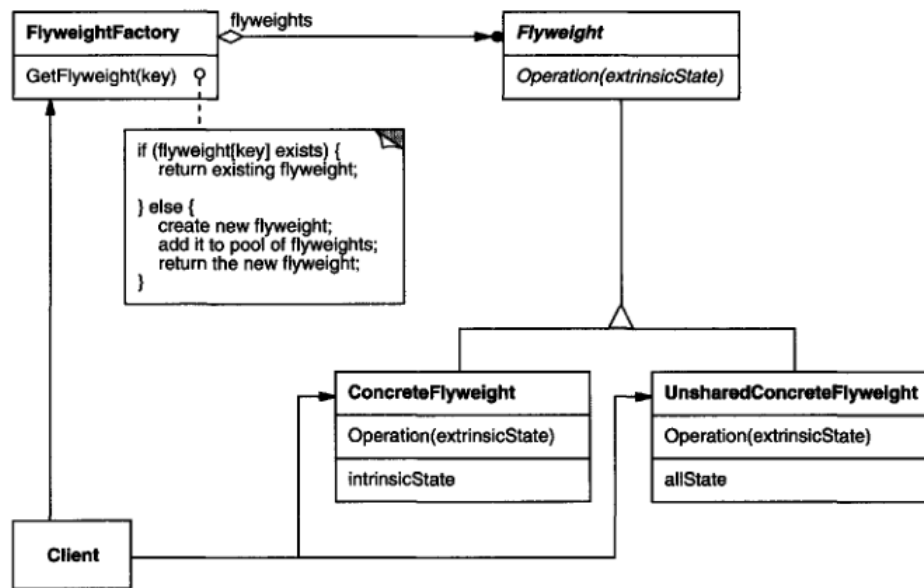 flyweights
FlyweightFactory
GetFlyweight(key)
Flyweight
Operation(extrinsicState)
if (flyweight[key] exists) {
return existing flyweight;
} else {
create new flyweight;
add it to pool of flyweights;
return the new flyweight;
}
ConcreteFlyweight
Operation(extrinsicState)
intrinsicState
UnsharedConcreteFlyweight
Operation(extrinsicState)
allState
Client